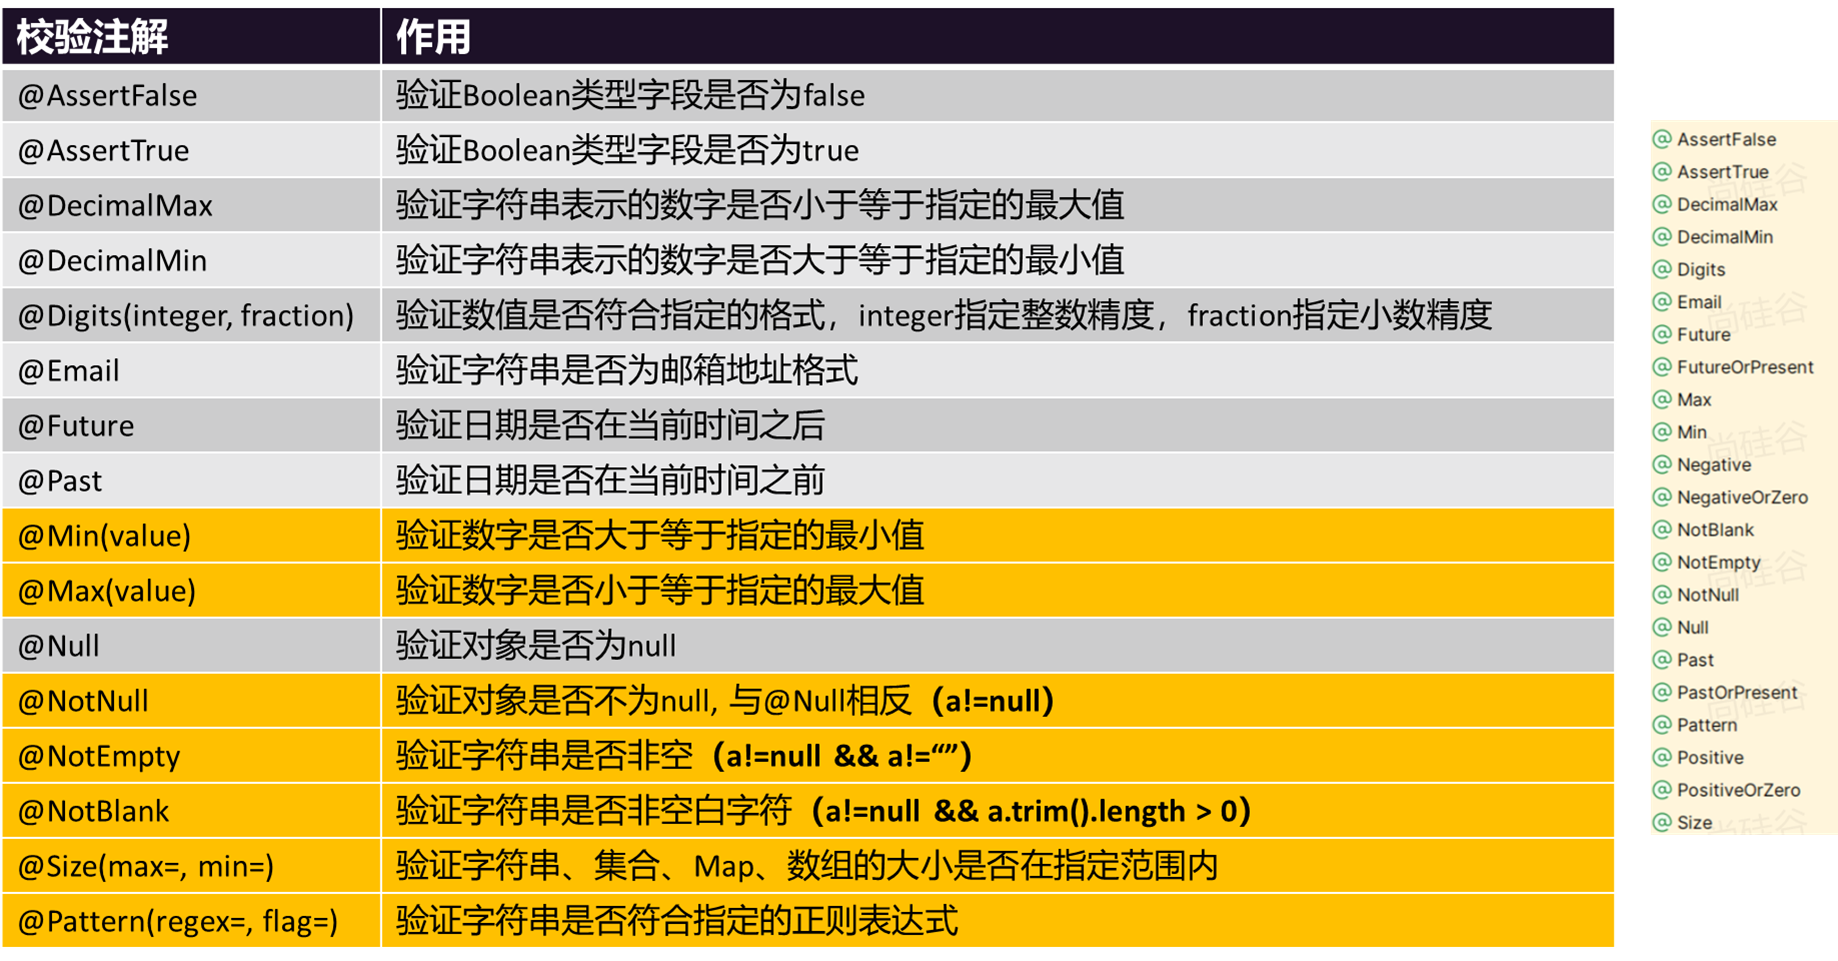 校验注解 作用
@AssertFalse 验证Boolean类型字段是否为false
@AssertTrue 验证Boolean类型字段是否为true
@DecimalMax 验证字符串表示的数字是否小于等于指定的最大值
@DecimalMin 验证字符串表示的数字是否大于等于指定的最小值
@Digits(integer, fraction) 验证数值是否符合指定的格式，integer指定整数精度，fraction指定小数精度
@Email 验证字符串是否为邮箱地址格式
@Future 验证日期是否在当前时间之后
@Past 验证日期是否在当前时间之前
@Min(value) 验证数字是否大于等于指定的最小值
@Max(value) 验证数字是否小于等于指定的最大值
@Null 验证对象是否为null
@NotNull 验证对象是否不为null, 与@Null相反（a!=null）
@NotEmpty 验证字符串是否非空（a!=null && a!=“”）
@NotBlank 验证字符串是否非空白字符（a!=null && a.trim().length > 0）
@Size(max=, min=) 验证字符串、集合、Map、数组的大小是否在指定范围内
@Pattern(regex=, flag=) 验证字符串是否符合指定的正则表达式
@ AssertFalse
@ AssertTrue
尚硅谷
@ DecimalMax
@ DecimalMin
@ Digits
@ Email
尚硅谷
@ Future
@ FutureOrPresent
@ Max
@ Min
尚硅谷
@ Negative
@ NegativeOrZero
@ NotBlank
@ NotEmpty
尚硅谷
@ NotNull
@ Null
@ Past
@ PastOrPresent
尚硅谷
@ Pattern
@ Positive
@ PositiveOrZero
@ Size
尚硅谷